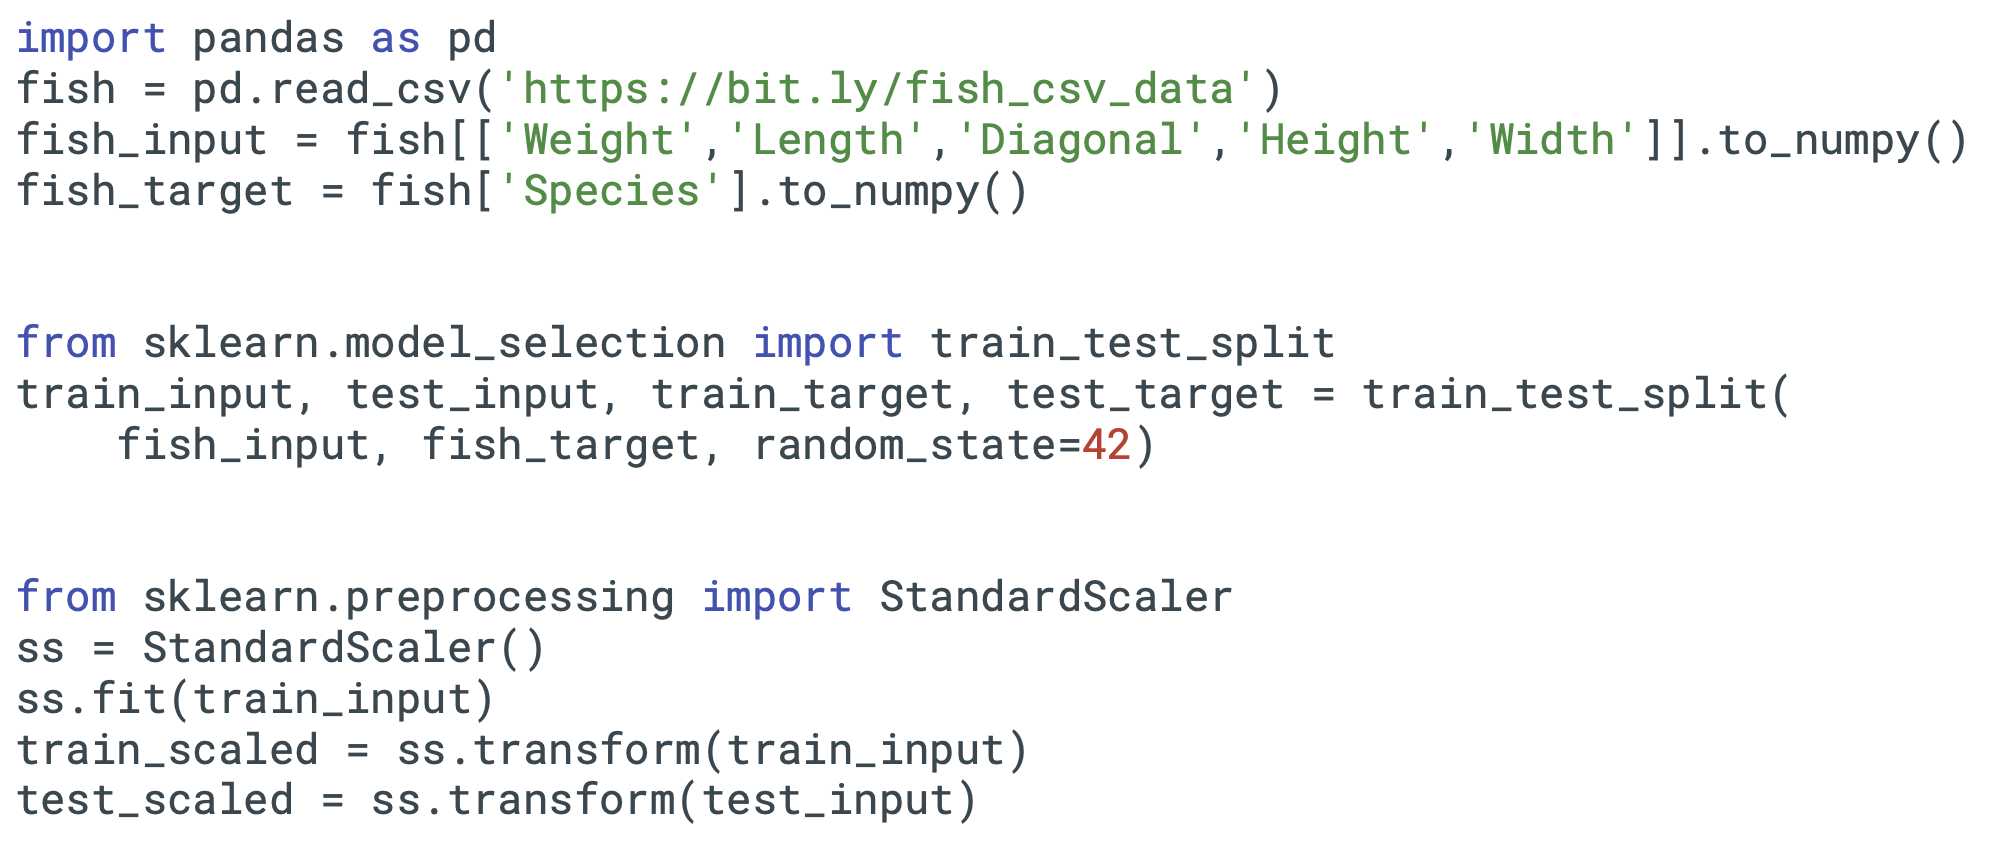 import pandas as pd
fish = pd.read_csv('https://bit.ly/fish_csv_data')
fish_input = fish[['Weight','Length','Diagonal','Height','Width']].to_numpy()
fish_target = fish['Species'].to_numpy()
from sklearn.model_selection import train_test_split
train_input, test_input, train_target, test_target = train_test_split(
    fish_input, fish_target, random_state=42)
from sklearn.preprocessing import StandardScaler
ss = StandardScaler()
ss.fit(train_input)
train_scaled = ss.transform(train_input)
test_scaled = ss.transform(test_input)